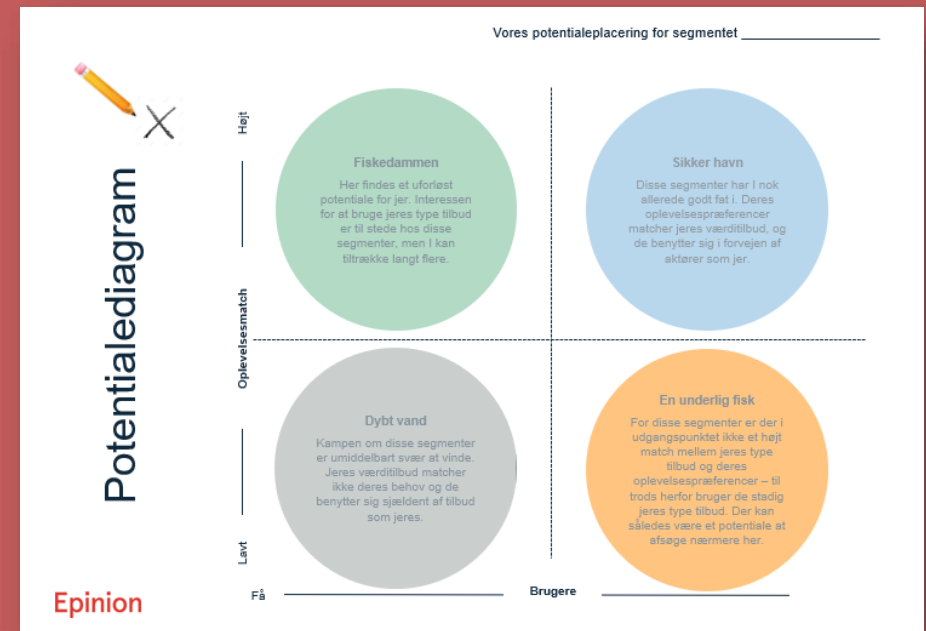 Vores potentialeplacering for segmentet
Potentialediagram
Højt
Oplevelsesmatch
Lavt
Fiskedammen
Her findes et uforløst
potentiale for jer. Interessen
for at bruge jeres type tilbud
er til stede hos disse
segmenter, men I kan
tiltrække langt flere.
Sikker havn
Disse segmenter har I nok
allerede godt fat i. Deres
oplevelsespræferencer
matcher jeres værditilbud, og
de benytter sig i forvejen af
aktører som jer.
Dybt vand
Kampen om disse segmenter
er umiddelbart svær at vinde.
Jeres værditilbud matcher
ikke deres behov og de
benytter sig sjældent af tilbud
som jeres.
En underlig fisk
For disse segmenter er der i
udgangspunktet ikke et højt
match mellem jeres type
tilbud og deres
oplevelsespræferencer – til
trods herfor bruger de stadig
jeres type tilbud. Der kan
således være et potentiale at
afsøge nærmere her.
Få
Brugere
Epinion